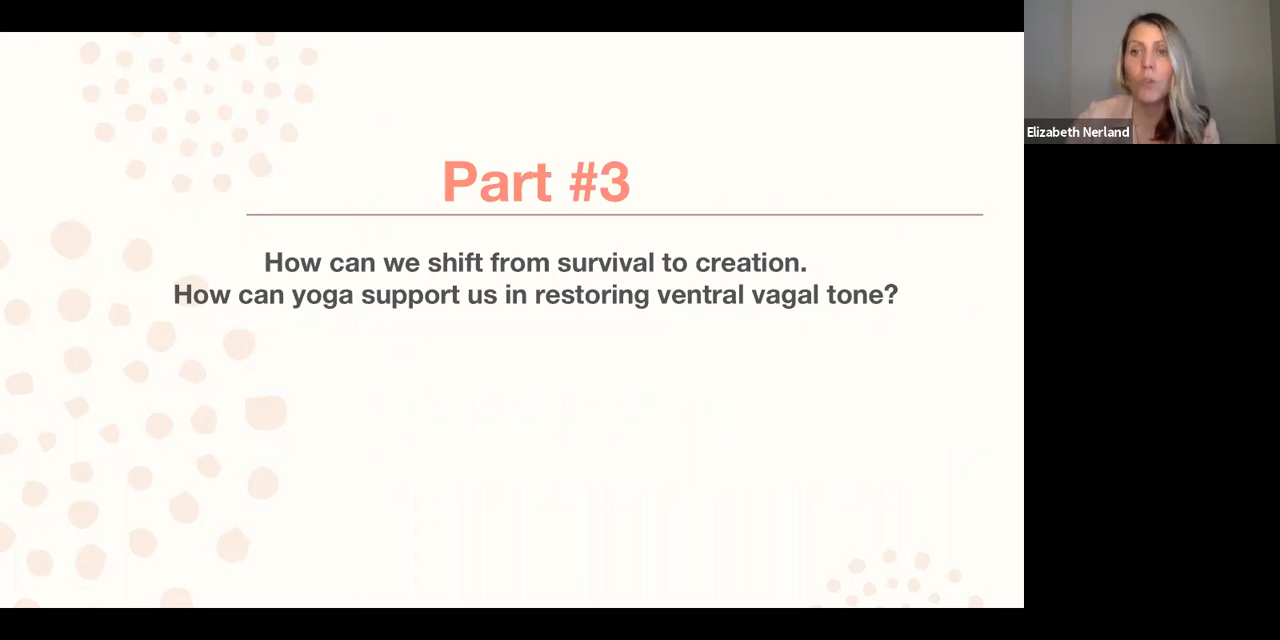 Part #3
How can we shift from survival to creation.
How can yoga support us in restoring ventral vagal tone?
Elizabeth Nerland